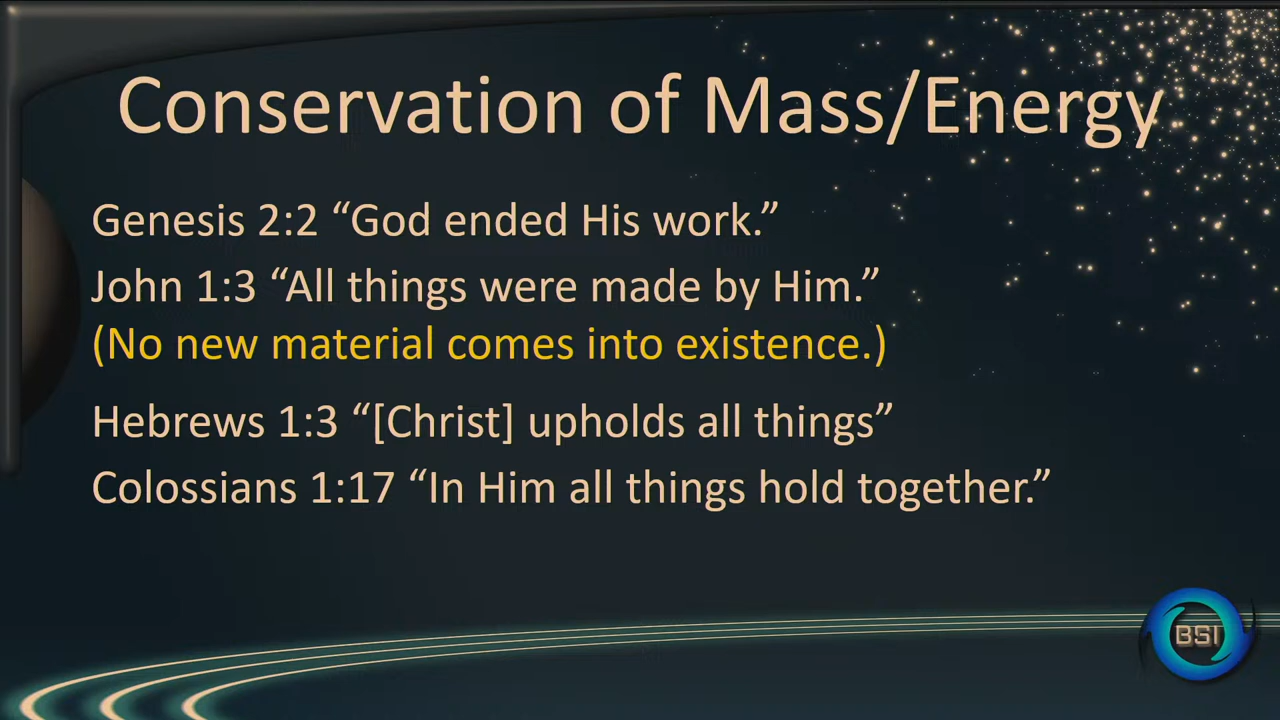 Conservation of Mass/Energy
Genesis 2:2 “God ended His work.”
John 1:3 “All things were made by Him.”
(No new material comes into existence.)
Hebrews 1:3 “[Christ] upholds all things”
Colossians 1:17 “In Him all things hold together.”
BSI